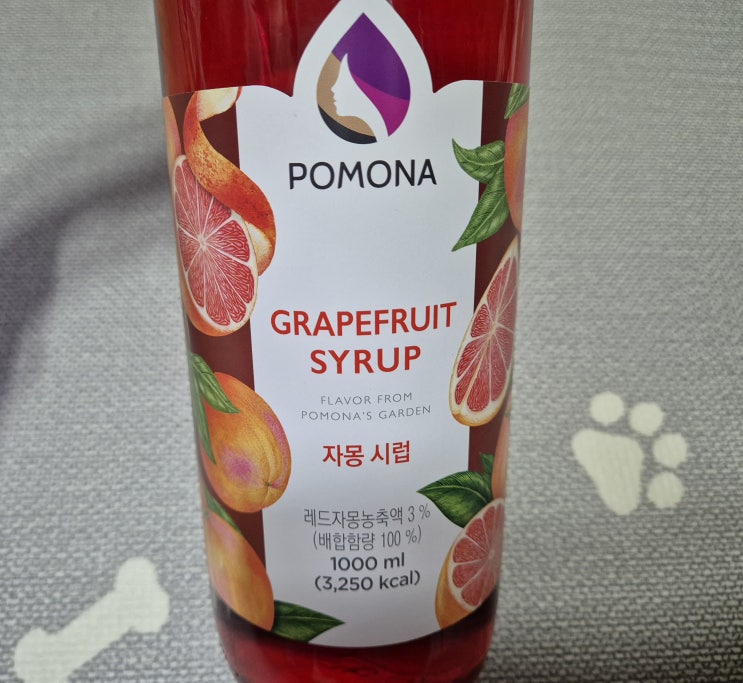 POMONA
GRAPEFRUIT
SYRUP
FLAVOR FROM
POMONA'S GARDEN
자몽 시럽
레드자몽농축액 3 %
(배합함량 100 %)
1000 ml
(3,250 kcal)